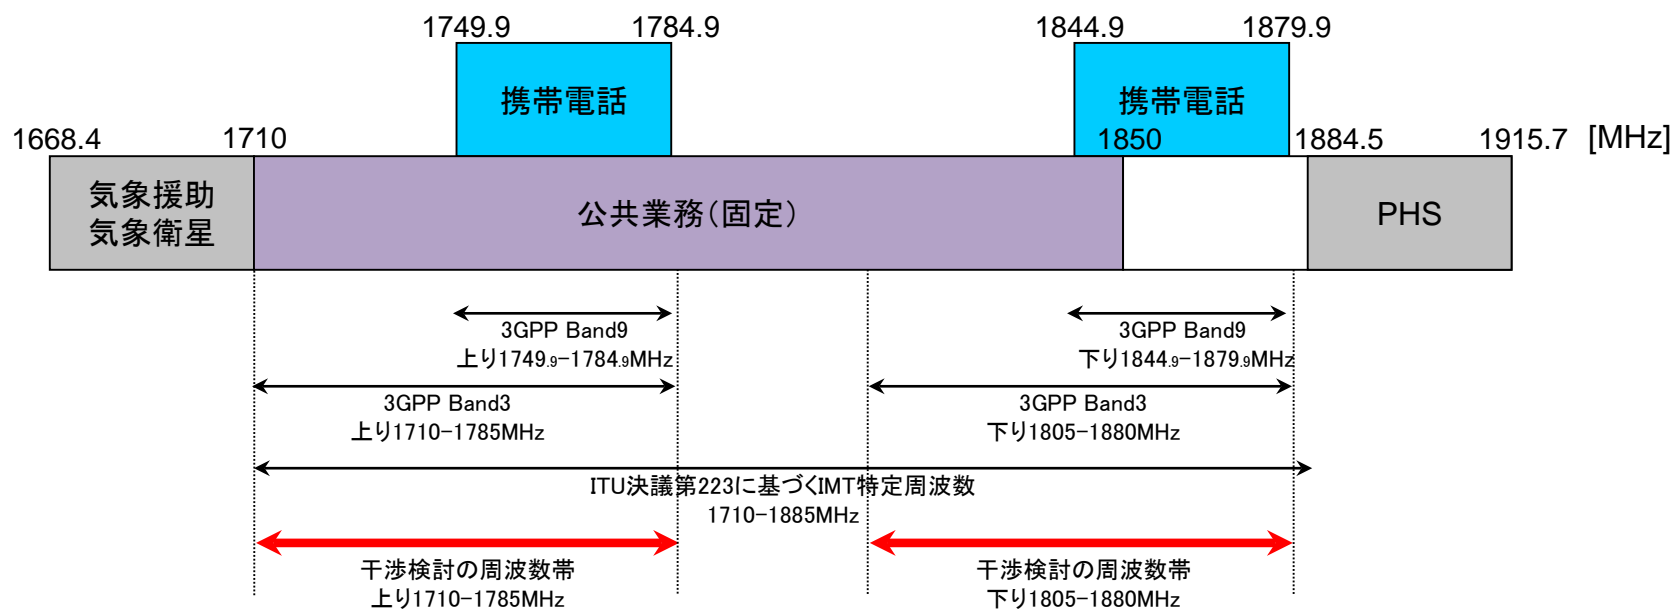 1749.9 1784.9 1844.9 1879.9
携帯電話 携帯電話
1668.4 1710 1850 1884.5 1915.7 [MHz]
気象援助
気象衛星
公共業務(固定)
PHS
3GPP Band9
上り1749.9-1784.9MHz
3GPP Band9
下り1844.9-1879.9MHz
3GPP Band3
上り1710-1785MHz
3GPP Band3
下り1805-1880MHz
ITU決議第223に基づくIMT特定周波数
1710-1885MHz
干渉検討の周波数帯
上り1710-1785MHz
干渉検討の周波数帯
下り1805-1880MHz